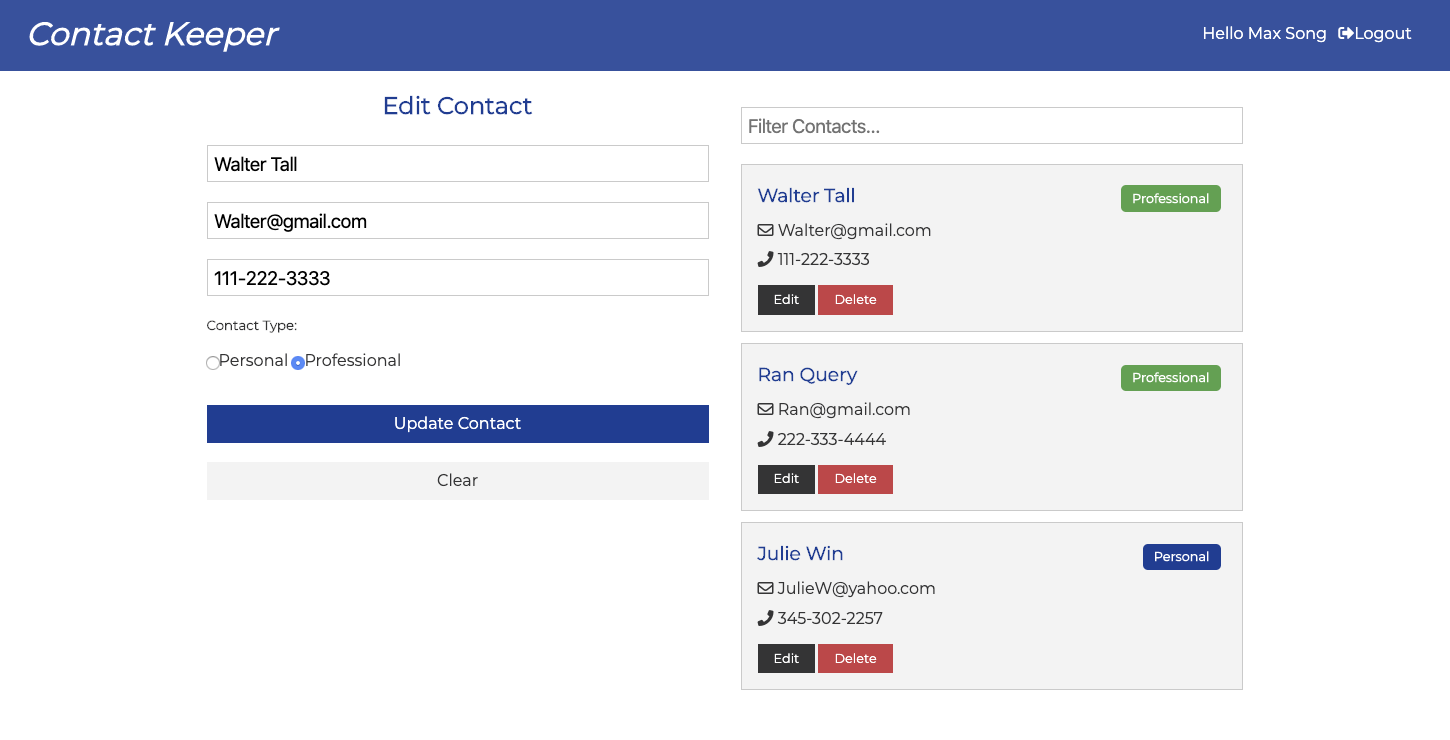 Contact Keeper
Hello Max Song Logout
Edit Contact
Walter Tall
Walter@gmail.com
111-222-3333
Contact Type:
Personal Professional
Update Contact
Clear
Filter Contacts...
Walter Tall Professional
Walter@gmail.com
111-222-3333
Edit Delete
Ran Query Professional
Ran@gmail.com
222-333-4444
Edit Delete
Julie Win Personal
JulieW@yahoo.com
345-302-2257
Edit Delete